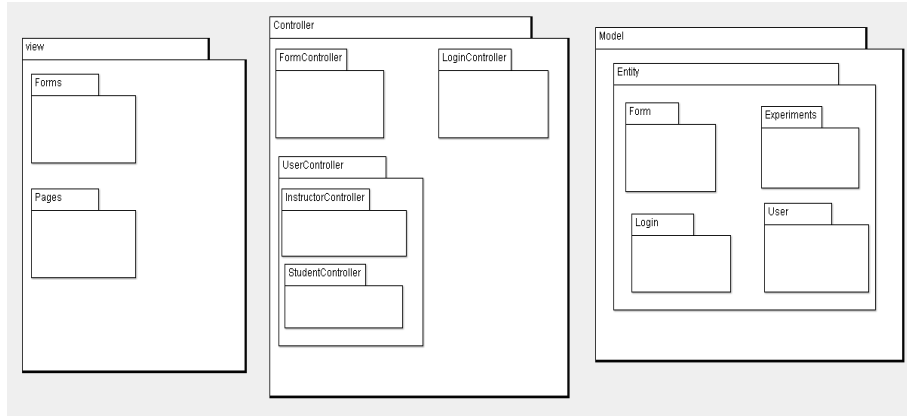 view
Forms
Pages
Controller
FormController
LoginController
UserController
InstructorController
StudentController
Model
Entity
Form
Experiments
Login
User